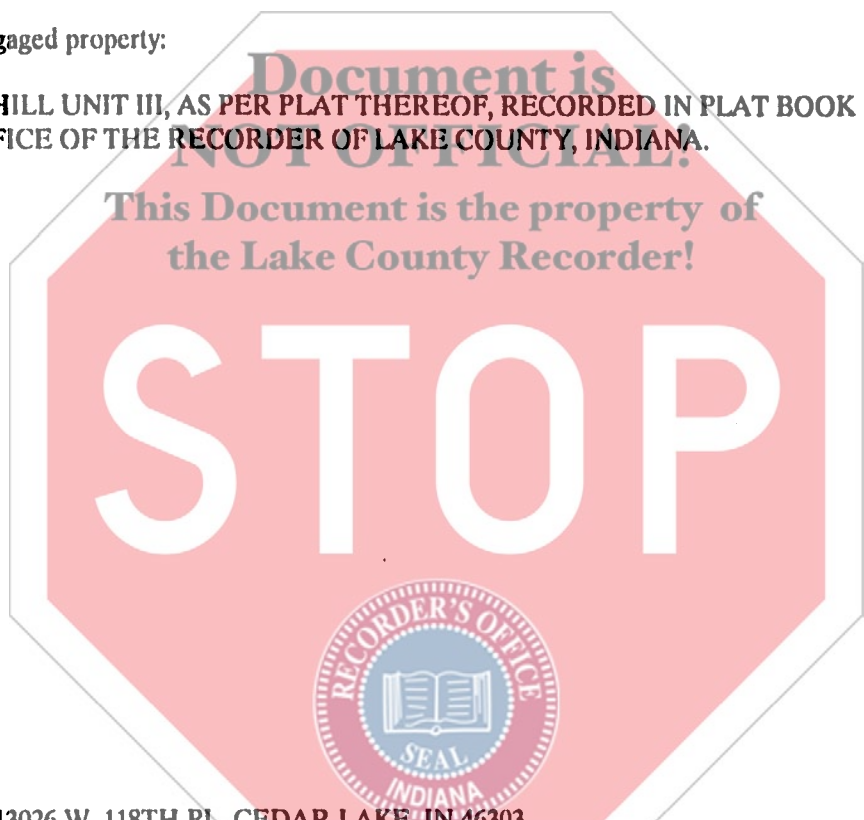 gaged property:
Document is
HILL UNIT III, AS PER PLAT THEREOF, RECORDED IN PLAT BOOK
FICE OF THE RECORDER OF LAKE COUNTY, INDIANA.
NOT OFFICIAL!
This Document is the property of
the Lake County Recorder!
STOP
RECORDER'S OFFICE
SEAL
INDIANA
W. 118TH PL, CEDAR LAKE, IN 46303